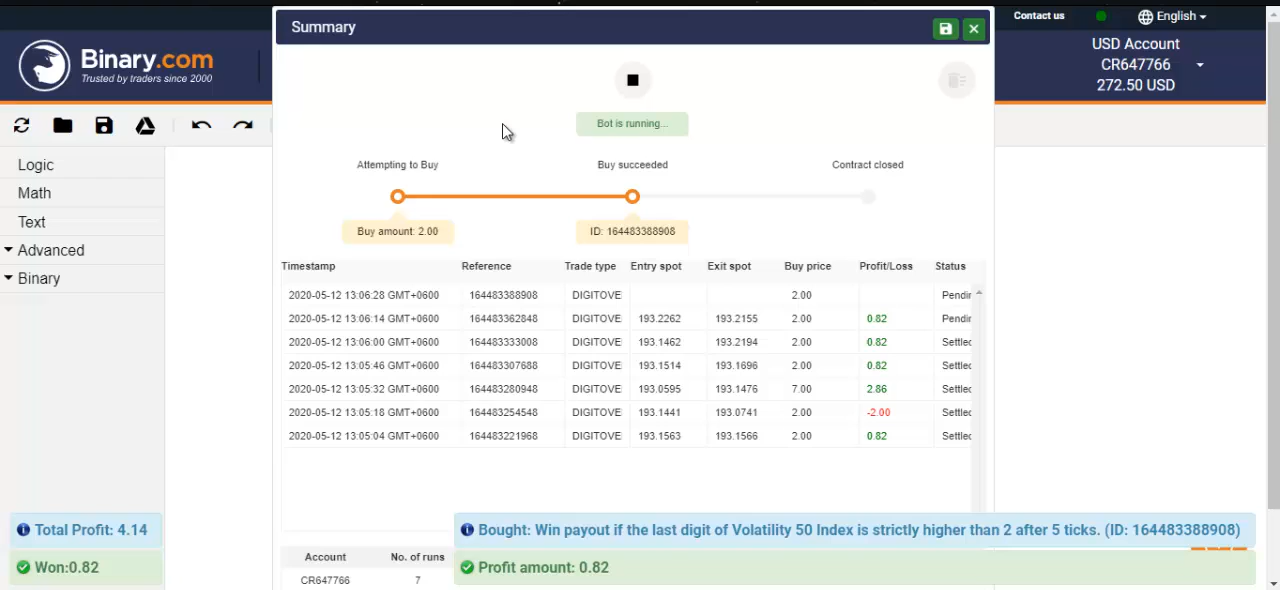 Summary
Contact us
English
Binary.com
Trusted by traders since 2000
USD Account
CR647766
272.50 USD
Bot is running...
Logic
Math
Text
Advanced
Binary
Attempting to Buy Buy succeeded Contract closed
Buy amount: 2.00 ID: 164483388908
Timestamp Reference Trade type Entry spot Exit spot Buy price Profit/Loss Status
2020-05-12 13:06:28 GMT+0600 164483388908 DIGITOVE 2.00 Pendin
2020-05-12 13:06:14 GMT+0600 164483362848 DIGITOVE 193.2262 193.2155 2.00 0.82 Pendin
2020-05-12 13:06:00 GMT+0600 164483333008 DIGITOVE 193.1462 193.2194 2.00 0.82 Settled
2020-05-12 13:05:46 GMT+0600 164483307688 DIGITOVE 193.1514 193.1696 2.00 0.82 Settled
2020-05-12 13:05:32 GMT+0600 164483280948 DIGITOVE 193.0595 193.1476 7.00 2.86 Settled
2020-05-12 13:05:18 GMT+0600 164483254548 DIGITOVE 193.1441 193.0741 2.00 -2.00 Settled
2020-05-12 13:05:04 GMT+0600 164483221968 DIGITOVE 193.1563 193.1566 2.00 0.82 Settled
Total Profit: 4.14
Won:0.82
Bought: Win payout if the last digit of Volatility 50 Index is strictly higher than 2 after 5 ticks. (ID: 164483388908)
Profit amount: 0.82
Account No. of runs
CR647766 7